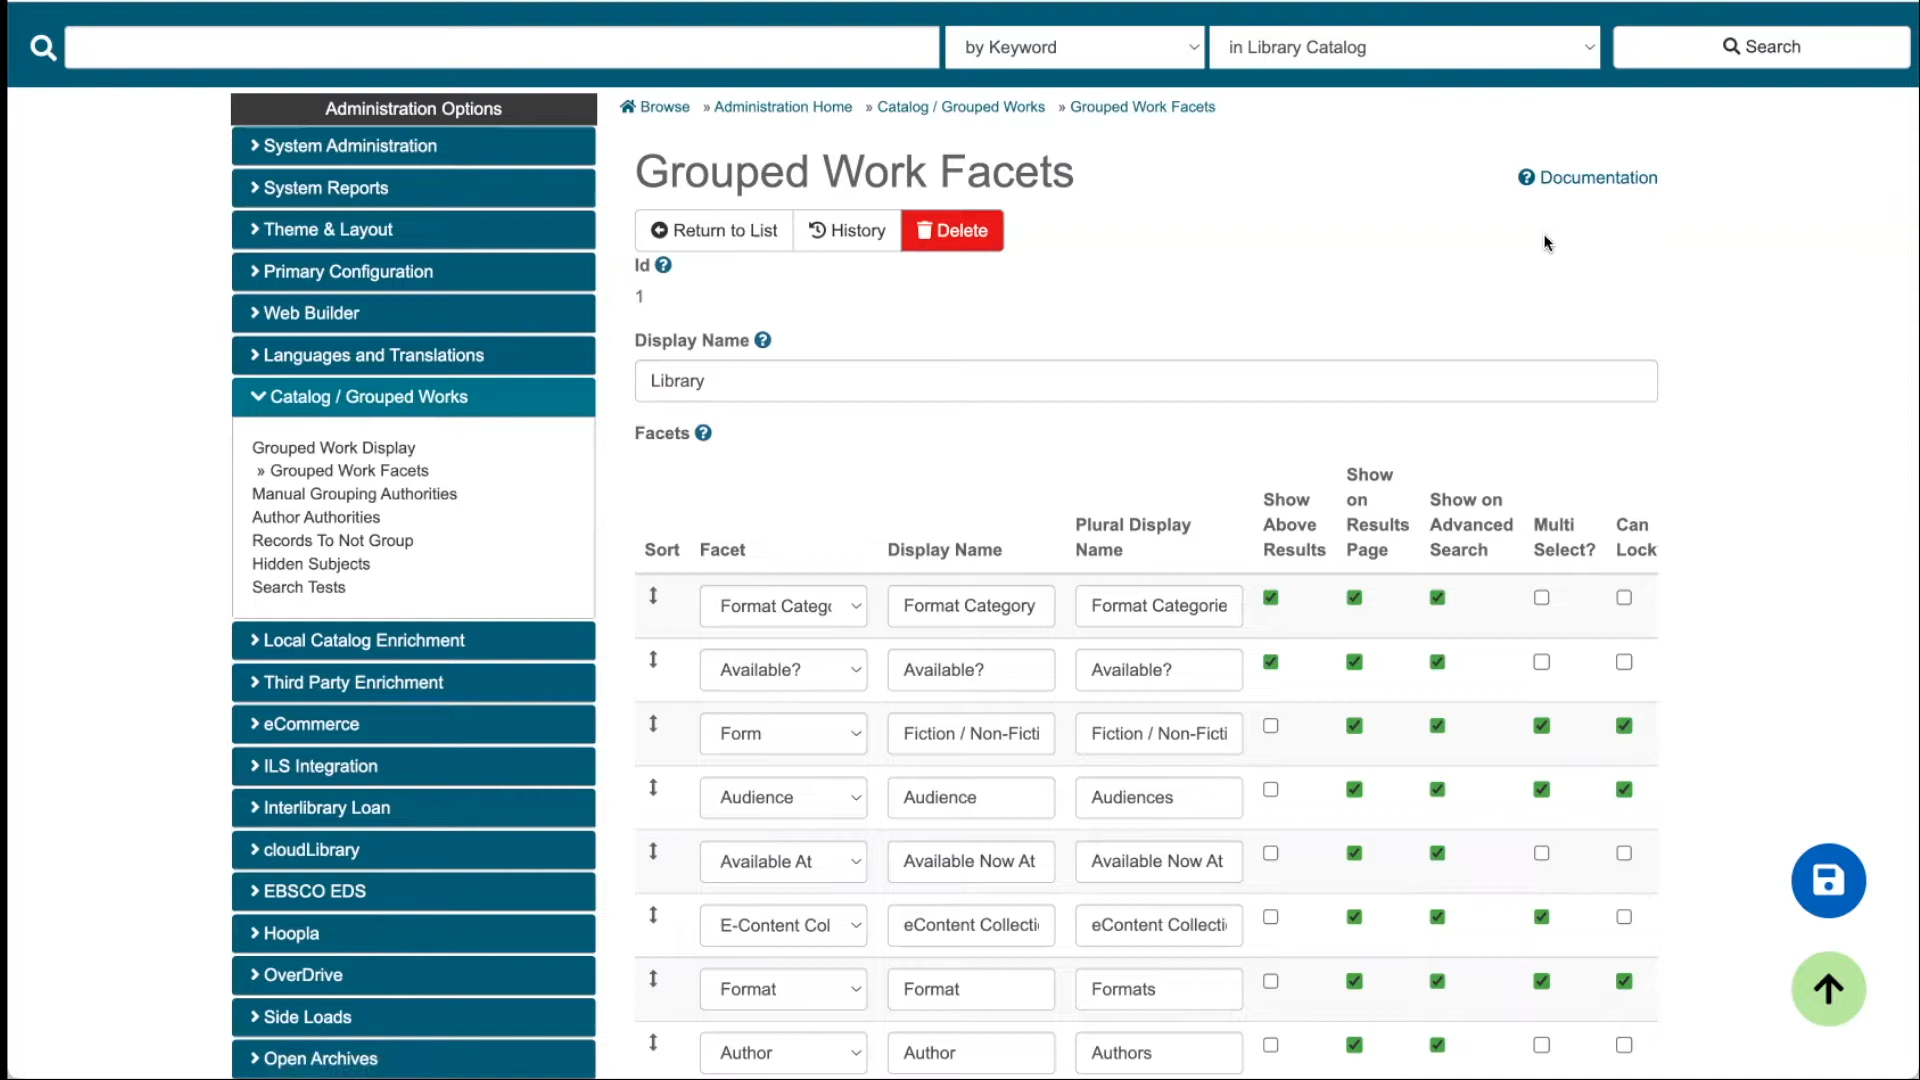 by Keyword
in Library Catalog
Search
Administration Options
System Administration
System Reports
Theme & Layout
Primary Configuration
Web Builder
Languages and Translations
Catalog / Grouped Works
Grouped Work Display
» Grouped Work Facets
Manual Grouping Authorities
Author Authorities
Records To Not Group
Hidden Subjects
Search Tests
Local Catalog Enrichment
Third Party Enrichment
eCommerce
ILS Integration
Interlibrary Loan
cloudLibrary
EBSCO EDS
Hoopla
OverDrive
Side Loads
Open Archives
Browse » Administration Home » Catalog / Grouped Works » Grouped Work Facets
Grouped Work Facets
Documentation
Return to List History Delete
Id
1
Display Name
Library
Facets
Sort Facet Display Name Plural Display Name Show Above Results Show on Results Page Show on Advanced Search Multi Select? Can Lock
Format Catego Format Category Format Categorie
Available? Available? Available?
Form Fiction / Non-Ficti Fiction / Non-Ficti
Audience Audience Audiences
Available At Available Now At Available Now At
E-Content Col eContent Collecti eContent Collecti
Format Format Formats
Author Author Authors